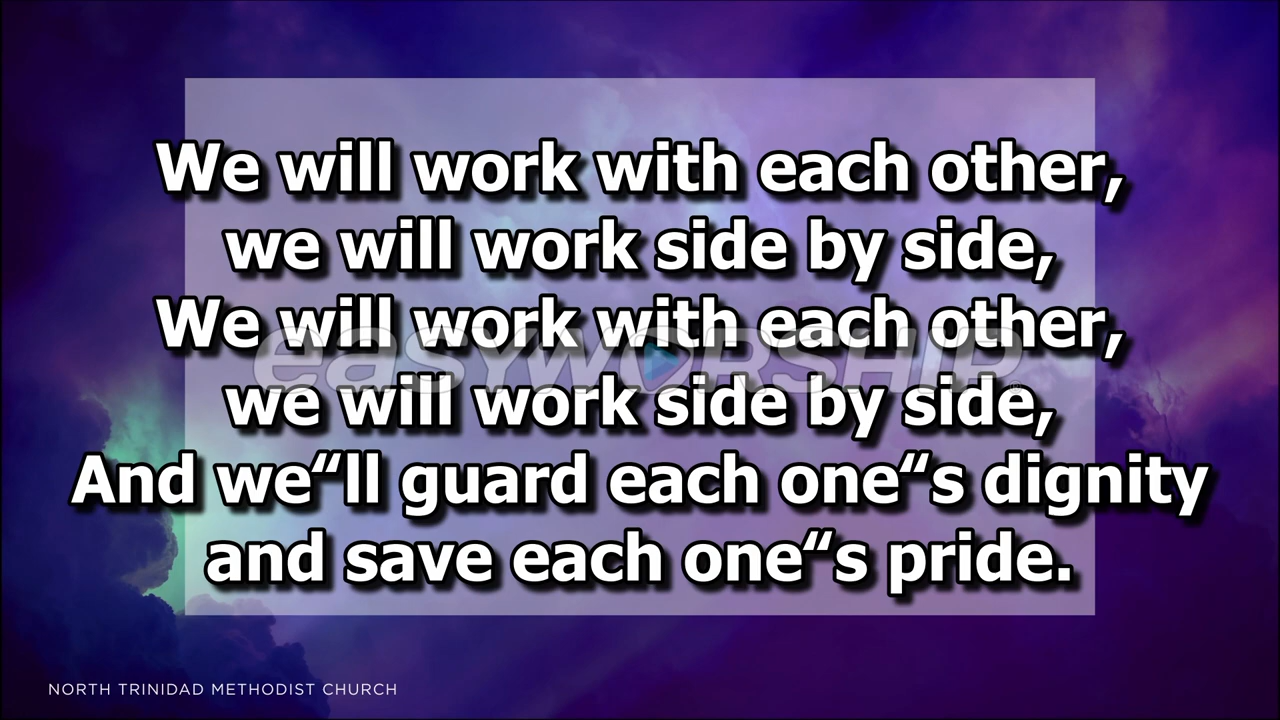 We will work with each other,
we will work side by side,
We will work with each other,
easyWORSHIP
we will work side by side,
And we“ll guard each one“s dignity
and save each one“s pride.
NORTH TRINIDAD METHODIST CHURCH